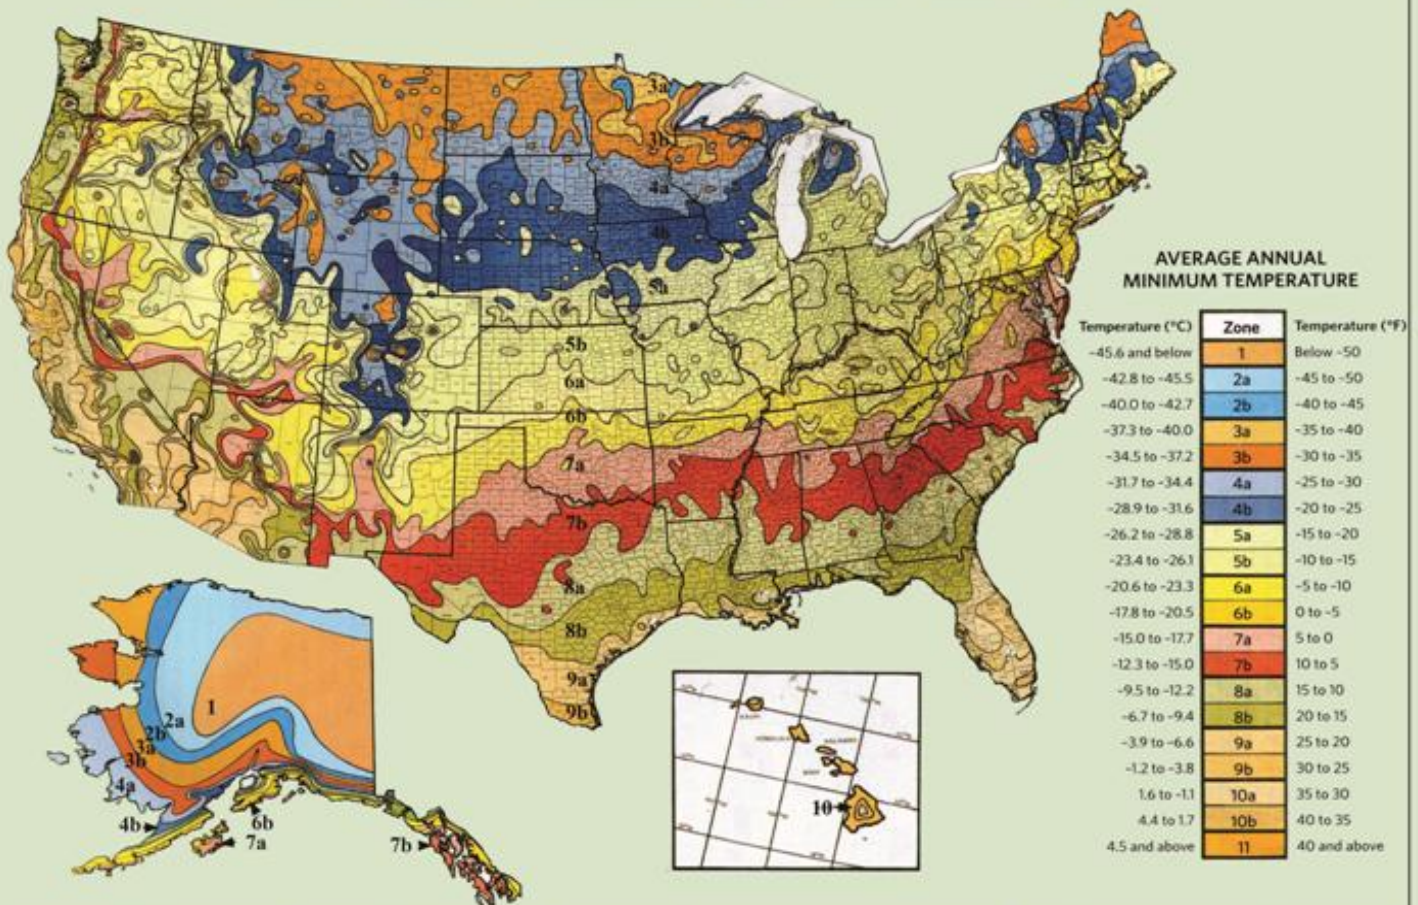 3a
3b
4a
4b
5a
5b
6a
6b
7a
7b
8a
8b
9a
9b
1
2a
2b
3a
3b
4a
4b
6b
7a
7b
10
AVERAGE ANNUAL
MINIMUM TEMPERATURE
Temperature (°C) Zone Temperature (°F)
-45.6 and below 1 Below -50
-42.8 to -45.5 2a -45 to -50
-40.0 to -42.7 2b -40 to -45
-37.3 to -40.0 3a -35 to -40
-34.5 to -37.2 3b -30 to -35
-31.7 to -34.4 4a -25 to -30
-28.9 to -31.6 4b -20 to -25
-26.2 to -28.8 5a -15 to -20
-23.4 to -26.1 5b -10 to -15
-20.6 to -23.3 6a -5 to -10
-17.8 to -20.5 6b 0 to -5
-15.0 to -17.7 7a 5 to 0
-12.3 to -15.0 7b 10 to 5
-9.5 to -12.2 8a 15 to 10
-6.7 to -9.4 8b 20 to 15
-3.9 to -6.6 9a 25 to 20
-1.2 to -3.8 9b 30 to 25
1.6 to -1.1 10a 35 to 30
4.4 to 1.7 10b 40 to 35
4.5 and above 11 40 and above